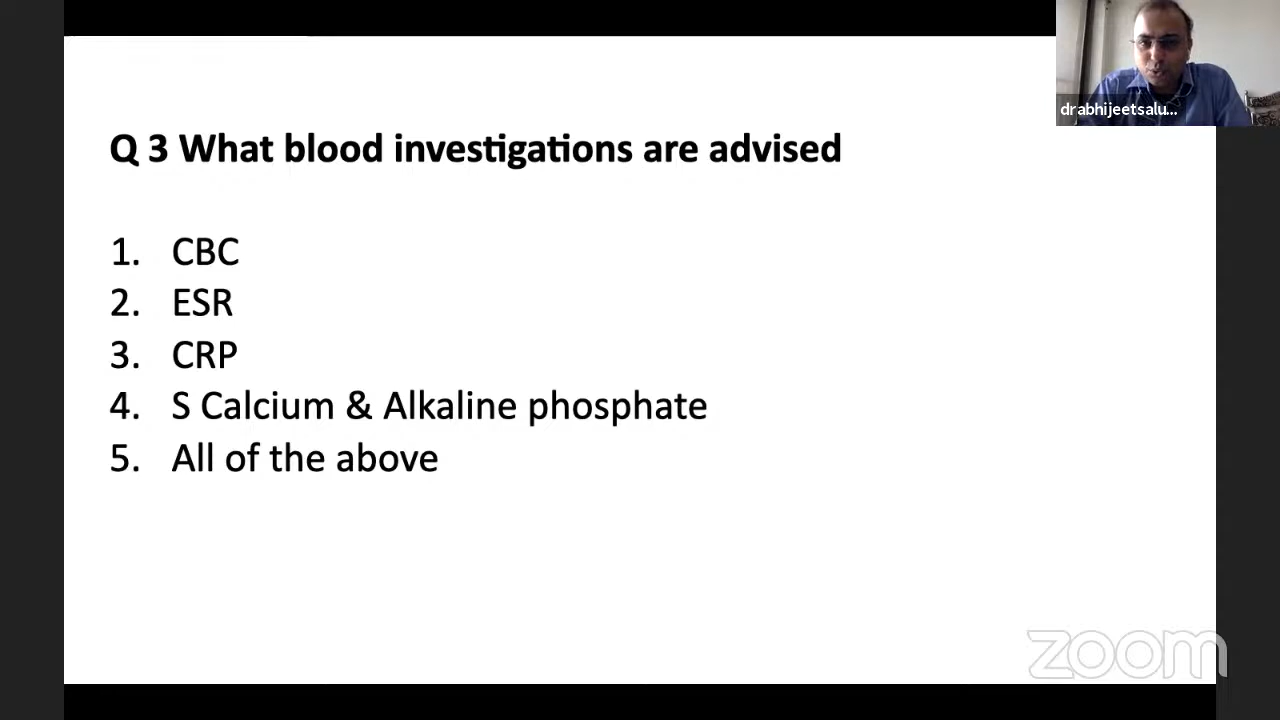 drabhijeetsalu...
Q 3 What blood investigations are advised
1. CBC
2. ESR
3. CRP
4. S Calcium & Alkaline phosphate
5. All of the above
zoom